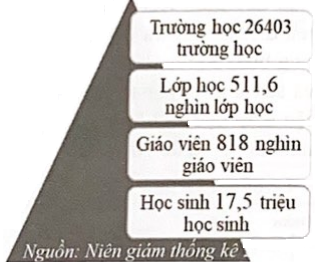 Trường học 26403
trường học
Lớp học 511,6
nghìn lớp học
Giáo viên 818 nghìn
giáo viên
Học sinh 17,5 triệu
học sinh
Nguồn: Niên giám thống kê